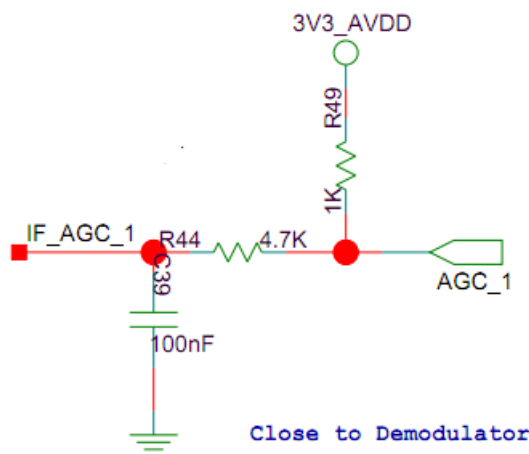 3V3_AVDD
R49
1K
IF_AGC_1
R44
4.7K
C39
AGC_1
100nF
Close to Demodulator